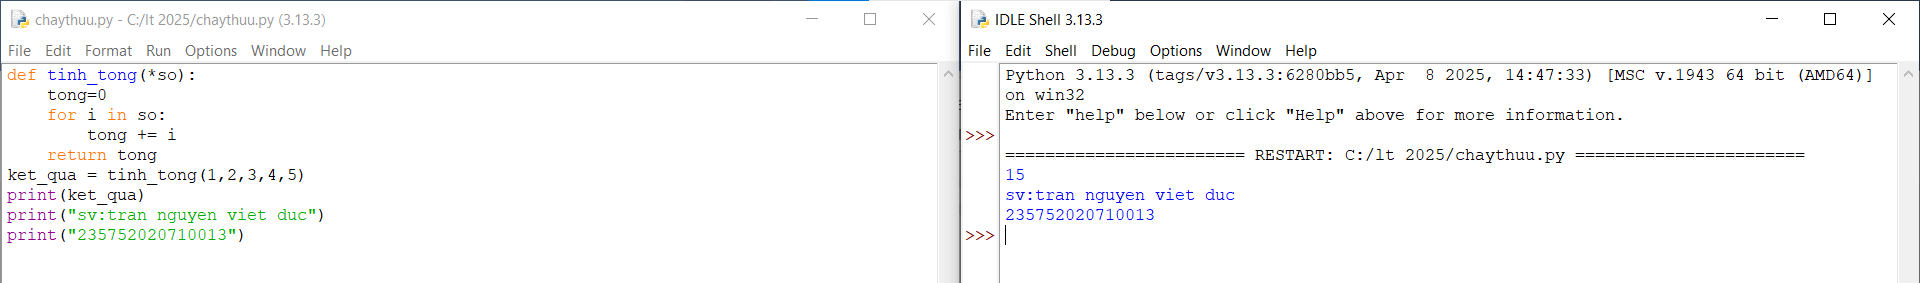 chaythuu.py - C:/lt 2025/chaythuu.py (3.13.3)
File Edit Format Run Options Window Help
def tinh_tong(*so):
    tong=0
    for i in so:
        tong += i
    return tong
ket_qua = tinh_tong(1,2,3,4,5)
print(ket_qua)
print("sv:tran nguyen viet duc")
print("235752020710013")
IDLE Shell 3.13.3
File Edit Shell Debug Options Window Help
Python 3.13.3 (tags/v3.13.3:6280bb5, Apr  8 2025, 14:47:33) [MSC v.1943 64 bit (AMD64)]
on win32
Enter "help" below or click "Help" above for more information.
>>>
======================== RESTART: C:/lt 2025/chaythuu.py =======================
15
sv:tran nguyen viet duc
235752020710013
>>>